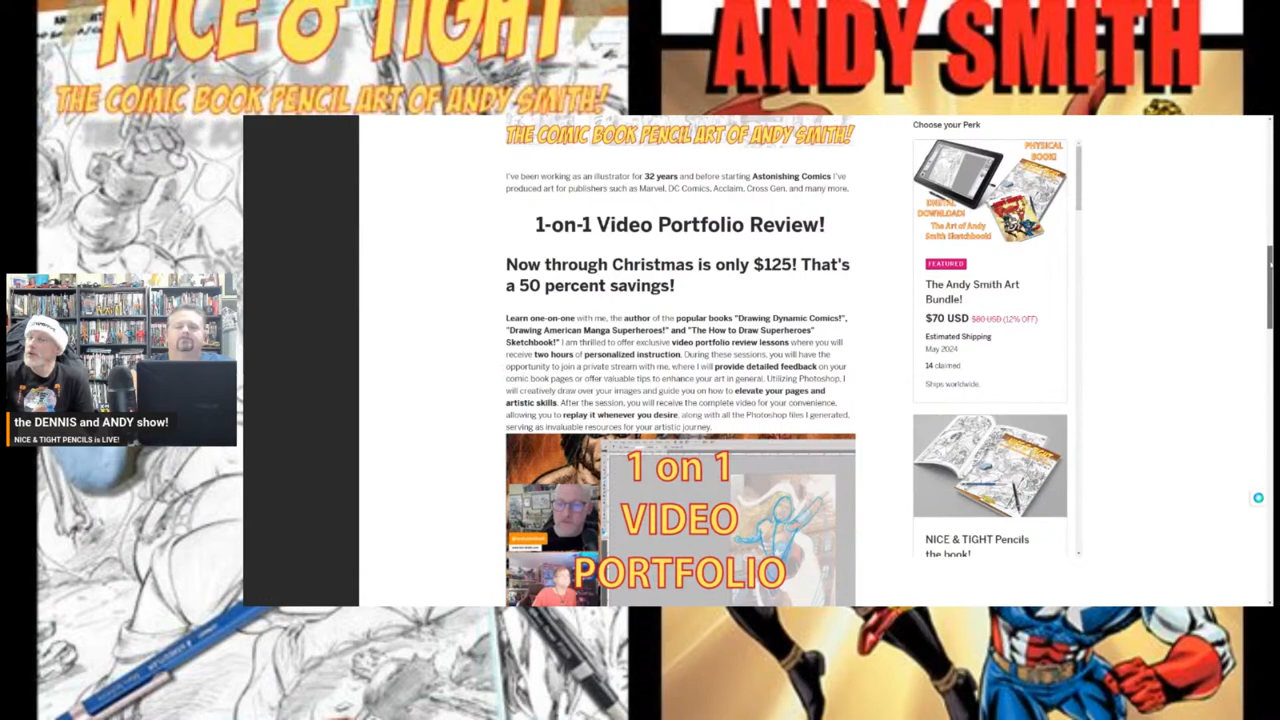 NICE & TIGHT
THE COMIC BOOK PENCIL ART OF ANDY SMITH!
ANDY SMITH
THE COMIC BOOK PENCIL ART OF ANDY SMITH!
I've been working as an illustrator for 32 years and before starting Astonishing Comics I've
produced art for publishers such as Marvel, DC Comics, Acclaim, Cross Gen, and many more.
1-on-1 Video Portfolio Review!
Now through Christmas is only $125! That's
a 50 percent savings!
Learn one-on-one with me, the author of the popular books "Drawing Dynamic Comics!",
"Drawing American Manga Superheroes!" and "The How to Draw Superheroes"
Sketchbook!" I am thrilled to offer exclusive video portfolio review lessons where you will
receive two hours of personalized instruction. During these sessions, you will have the
opportunity to join a private stream with me, where I will provide detailed feedback on your
comic book pages or offer valuable tips to enhance your art in general. Utilizing Photoshop, I
will creatively draw over your images and guide you on how to elevate your pages and
artistic skills. After the session, you will receive the complete video for your convenience,
allowing you to replay it whenever you desire, along with all the Photoshop files I generated,
serving as invaluable resources for your artistic journey.
1 on 1
VIDEO
PORTFOLIO
Choose your Perk
PHYSICAL
BOOK!
DIGITAL
DOWNLOAD!
The Art of Andy
Smith Sketchbook!
FEATURED
The Andy Smith Art
Bundle!
$70 USD $80 USD (12% OFF)
Estimated Shipping
May 2024
14 claimed
Ships worldwide.
NICE & TIGHT Pencils
the book!
the DENNIS and ANDY show!
NICE & TIGHT PENCILS is LIVE!